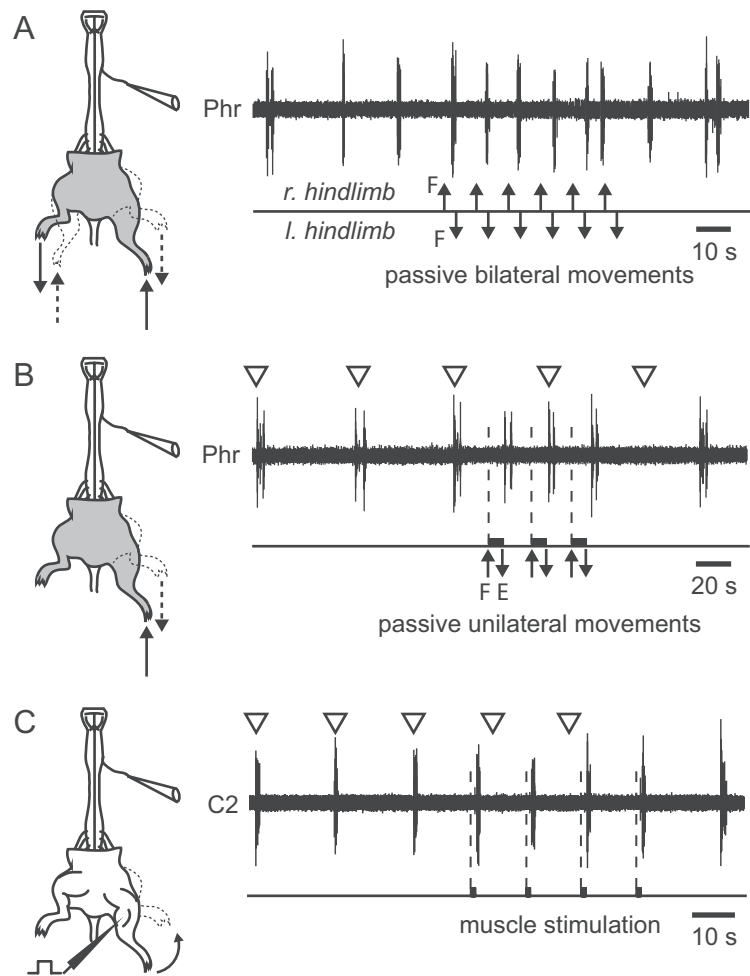 A
Phr
F
r. hindlimb
l. hindlimb
F
10 s
passive bilateral movements
B
Phr
20 s
F E
passive unilateral movements
C
C2
muscle stimulation
10 s